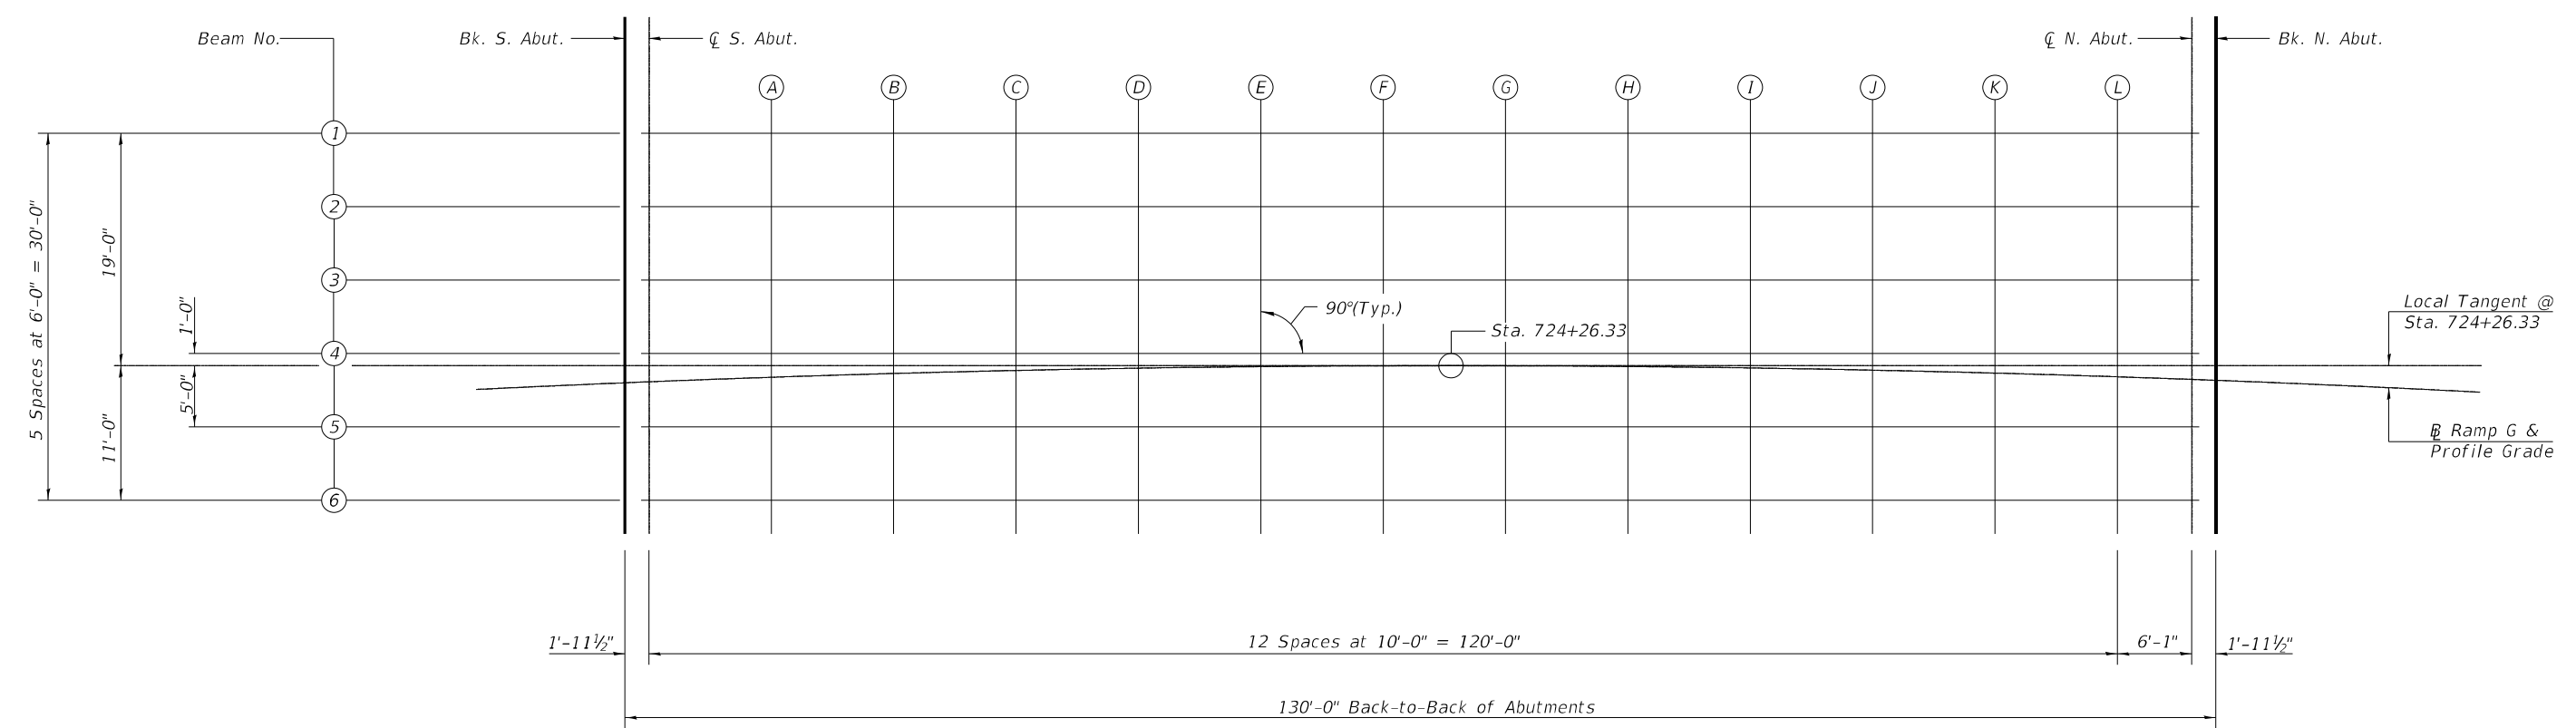 Beam No.
Bk. S. Abut.
℄ S. Abut.
℄ N. Abut.
Bk. N. Abut.
A B C D E F G H I J K L
1
2
3
4
5
6
5 Spaces at 6'-0" = 30'-0"
19'-0"
11'-0"
1'-0"
5'-0"
90°(Typ.)
Sta. 724+26.33
Local Tangent @
Sta. 724+26.33
BL Ramp G &
Profile Grade
1'-11½"
12 Spaces at 10'-0" = 120'-0"
6'-1"
1'-11½"
130'-0" Back-to-Back of Abutments